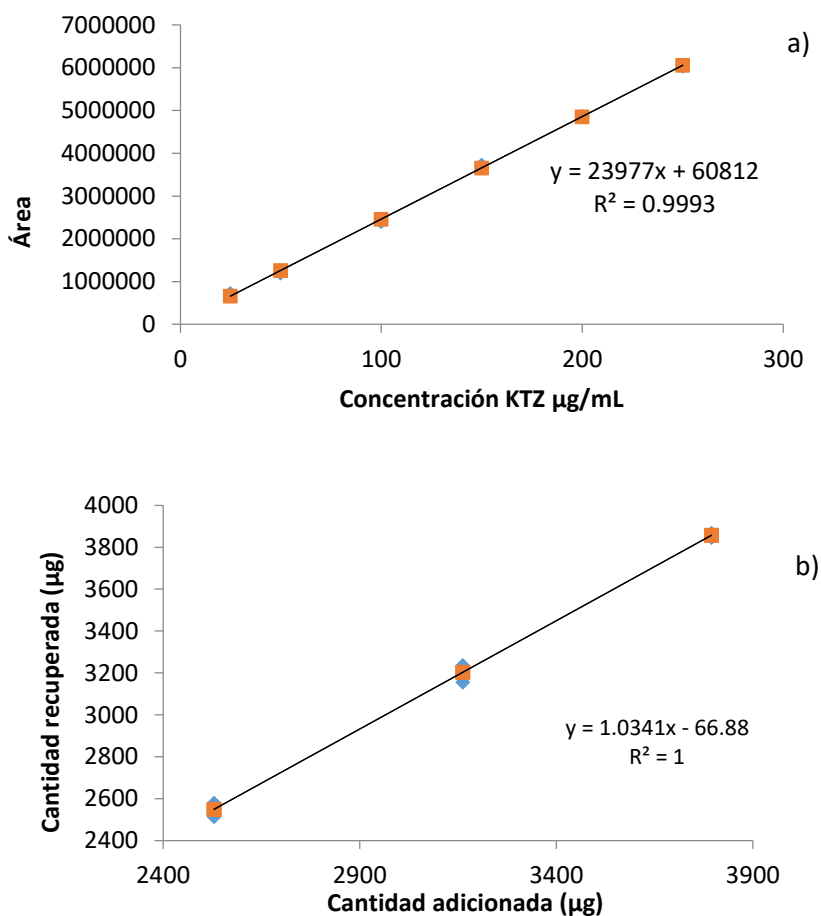 a)
7000000
6000000
5000000
4000000
3000000
2000000
1000000
0
Área
y = 23977x + 60812
R² = 0.9993
0 100 200 300
Concentración KTZ µg/mL
b)
4000
3800
3600
3400
3200
3000
2800
2600
2400
Cantidad recuperada (µg)
y = 1.0341x - 66.88
R² = 1
2400 2900 3400 3900
Cantidad adicionada (µg)